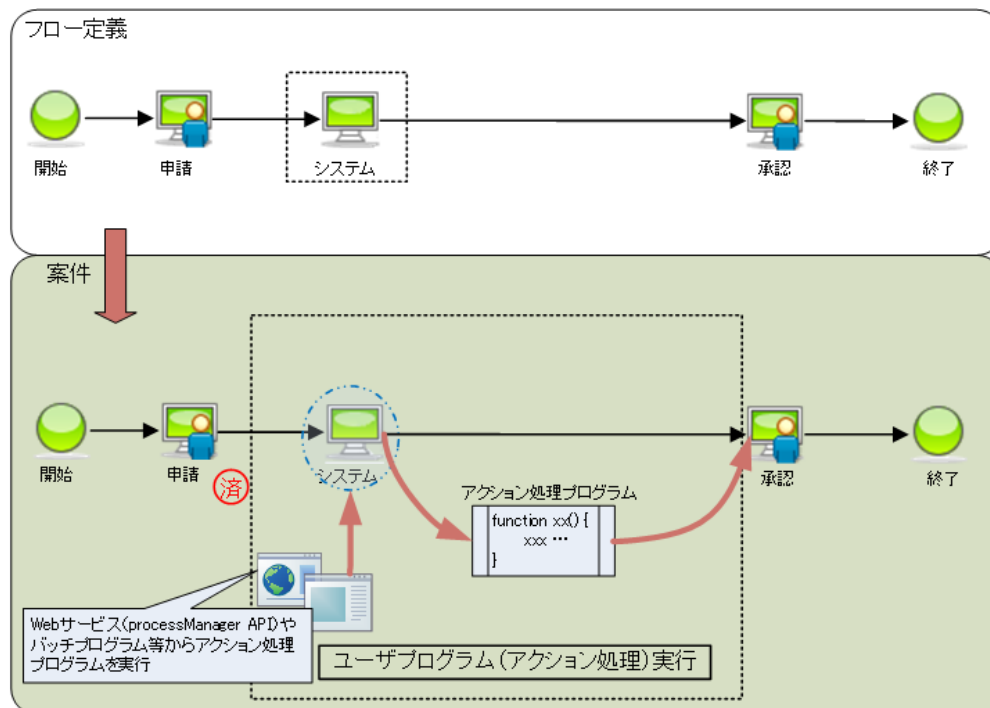 フロー定義
開始
申請
システム
承認
終了
案件
開始
申請
済
システム
承認
終了
アクション処理プログラム
function xx() {
xxx …
}
Webサービス(processManager API)や
バッチプログラム等からアクション処理
プログラムを実行
ユーザプログラム(アクション処理)実行